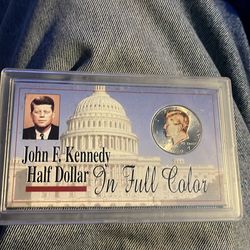 John F. Kennedy
Half Dollar In Full Color